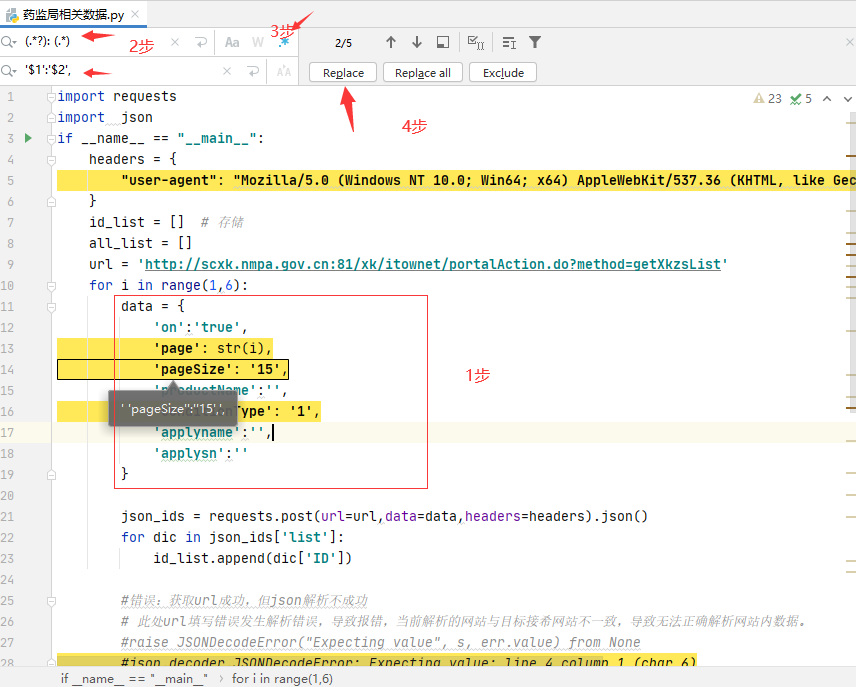 药监局相关数据.py
(.*?): (.*)
2步
Aa
W
.*
3步
2/5
'$1':'$2',
Replace
Replace all
Exclude
4步
23
5
1 import requests
2 import json
3 if __name__ == "__main__":
4 headers = {
5 "user-agent": "Mozilla/5.0 (Windows NT 10.0; Win64; x64) AppleWebKit/537.36 (KHTML, like Gec
6 }
7 id_list = [] # 存储
8 all_list = []
9 url = 'http://scxk.nmpa.gov.cn:81/xk/itownet/portalAction.do?method=getXkzsList'
10 for i in range(1,6):
11 data = {
12 'on':'true',
13 'page': str(i),
14 'pageSize': '15',
1步
15 'productName':'',
' 'pageSize'':''15','
16 nType': '1',
17 'applyname':'',
18 'applysn':''
19 }
20
21 json_ids = requests.post(url=url,data=data,headers=headers).json()
22 for dic in json_ids['list']:
23 id_list.append(dic['ID'])
24
25 #错误：获取url成功，但json解析不成功
26 # 此处url填写错误发生解析错误，导致报错，当前解析的网站与目标接希网站不一致，导致无法正确解析网站内数据。
27 #raise JSONDecodeError("Expecting value", s, err.value) from None
28 #json.decoder.JSONDecodeError: Expecting value: line 4 column 1 (char 6)
if __name__ == "__main__" › for i in range(1,6)